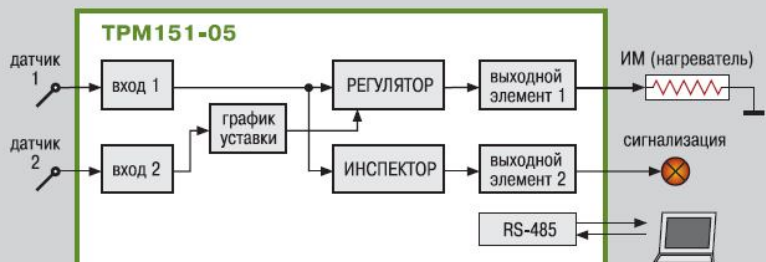 ТРМ151-05
датчик
1
вход 1
РЕГУЛЯТОР
выходной
элемент 1
ИМ (нагреватель)
график
уставки
датчик
2
вход 2
ИНСПЕКТОР
выходной
элемент 2
сигнализация
RS-485